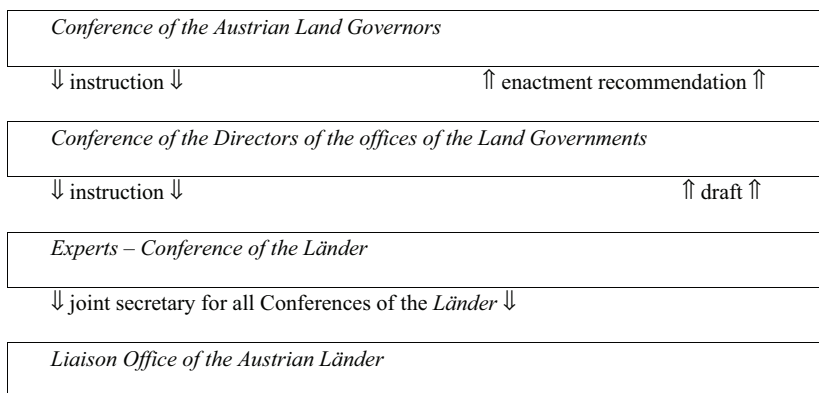 Conference of the Austrian Land Governors
⇓ instruction ⇓ ⇑ enactment recommendation ⇑
Conference of the Directors of the offices of the Land Governments
⇓ instruction ⇓ ⇑ draft ⇑
Experts – Conference of the Länder
⇓ joint secretary for all Conferences of the Länder ⇓
Liaison Office of the Austrian Länder